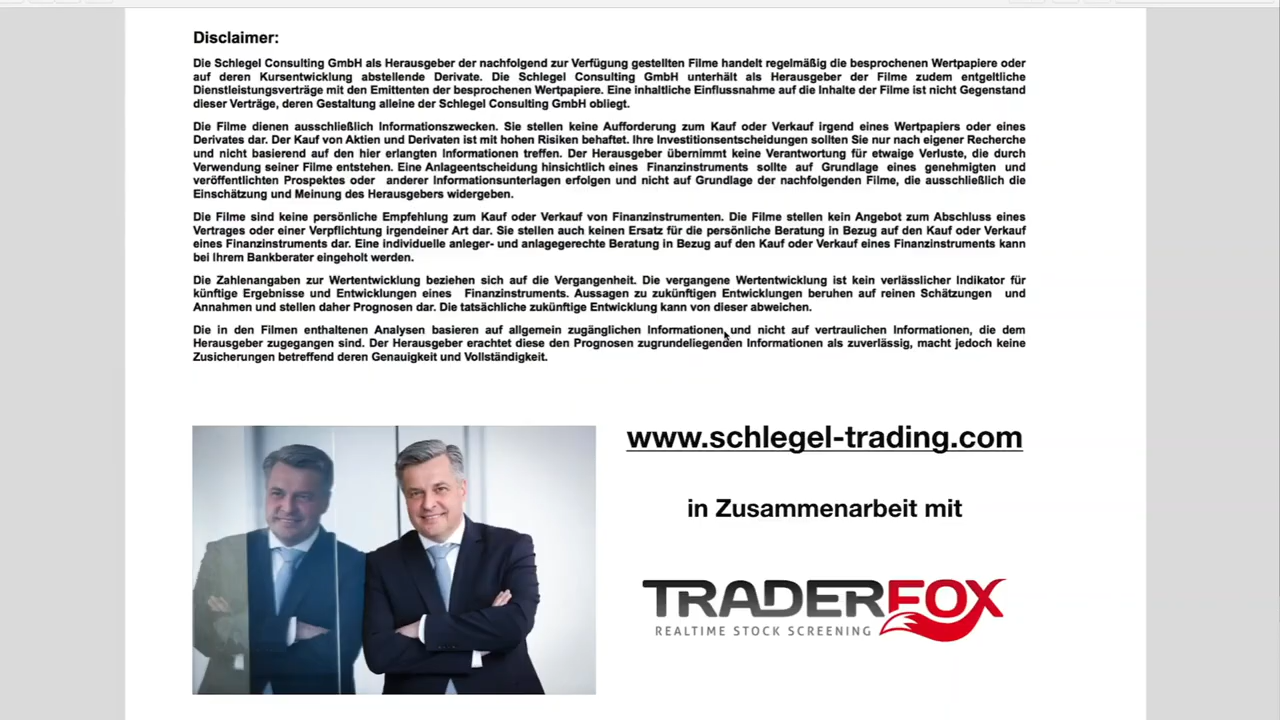 Disclaimer:
Die Schlegel Consulting GmbH als Herausgeber der nachfolgend zur Verfügung gestellten Filme handelt regelmäßig die besprochenen Wertpapiere oder
auf deren Kursentwicklung abstellende Derivate. Die Schlegel Consulting GmbH unterhält als Herausgeber der Filme zudem entgeltliche
Dienstleistungsverträge mit den Emittenten der besprochenen Wertpapiere. Eine inhaltliche Einflussnahme auf die Inhalte der Filme ist nicht Gegenstand
dieser Verträge, deren Gestaltung alleine der Schlegel Consulting GmbH obliegt.
Die Filme dienen ausschließlich Informationszwecken. Sie stellen keine Aufforderung zum Kauf oder Verkauf irgend eines Wertpapiers oder eines
Derivates dar. Der Kauf von Aktien und Derivaten ist mit hohen Risiken behaftet. Ihre Investitionsentscheidungen sollten Sie nur nach eigener Recherche
und nicht basierend auf den hier erlangten Informationen treffen. Der Herausgeber übernimmt keine Verantwortung für etwaige Verluste, die durch
Verwendung seiner Filme entstehen. Eine Anlageentscheidung hinsichtlich eines Finanzinstruments sollte auf Grundlage eines genehmigten und
veröffentlichten Prospektes oder anderer Informationsunterlagen erfolgen und nicht auf Grundlage der nachfolgenden Filme, die ausschließlich die
Einschätzung und Meinung des Herausgebers widergeben.
Die Filme sind keine persönliche Empfehlung zum Kauf oder Verkauf von Finanzinstrumenten. Die Filme stellen kein Angebot zum Abschluss eines
Vertrages oder einer Verpflichtung irgendeiner Art dar. Sie stellen auch keinen Ersatz für die persönliche Beratung in Bezug auf den Kauf oder Verkauf
eines Finanzinstruments dar. Eine individuelle anleger- und anlagegerechte Beratung in Bezug auf den Kauf oder Verkauf eines Finanzinstruments kann
bei Ihrem Bankberater eingeholt werden.
Die Zahlenangaben zur Wertentwicklung beziehen sich auf die Vergangenheit. Die vergangene Wertentwicklung ist kein verlässlicher Indikator für
künftige Ergebnisse und Entwicklungen eines Finanzinstruments. Aussagen zu zukünftigen Entwicklungen beruhen auf reinen Schätzungen und
Annahmen und stellen daher Prognosen dar. Die tatsächliche zukünftige Entwicklung kann von dieser abweichen.
Die in den Filmen enthaltenen Analysen basieren auf allgemein zugänglichen Informationen und nicht auf vertraulichen Informationen, die dem
Herausgeber zugegangen sind. Der Herausgeber erachtet diese den Prognosen zugrundeliegenden Informationen als zuverlässig, macht jedoch keine
Zusicherungen betreffend deren Genauigkeit und Vollständigkeit.
www.schlegel-trading.com
in Zusammenarbeit mit
TRADERFOX
REALTIME STOCK SCREENING